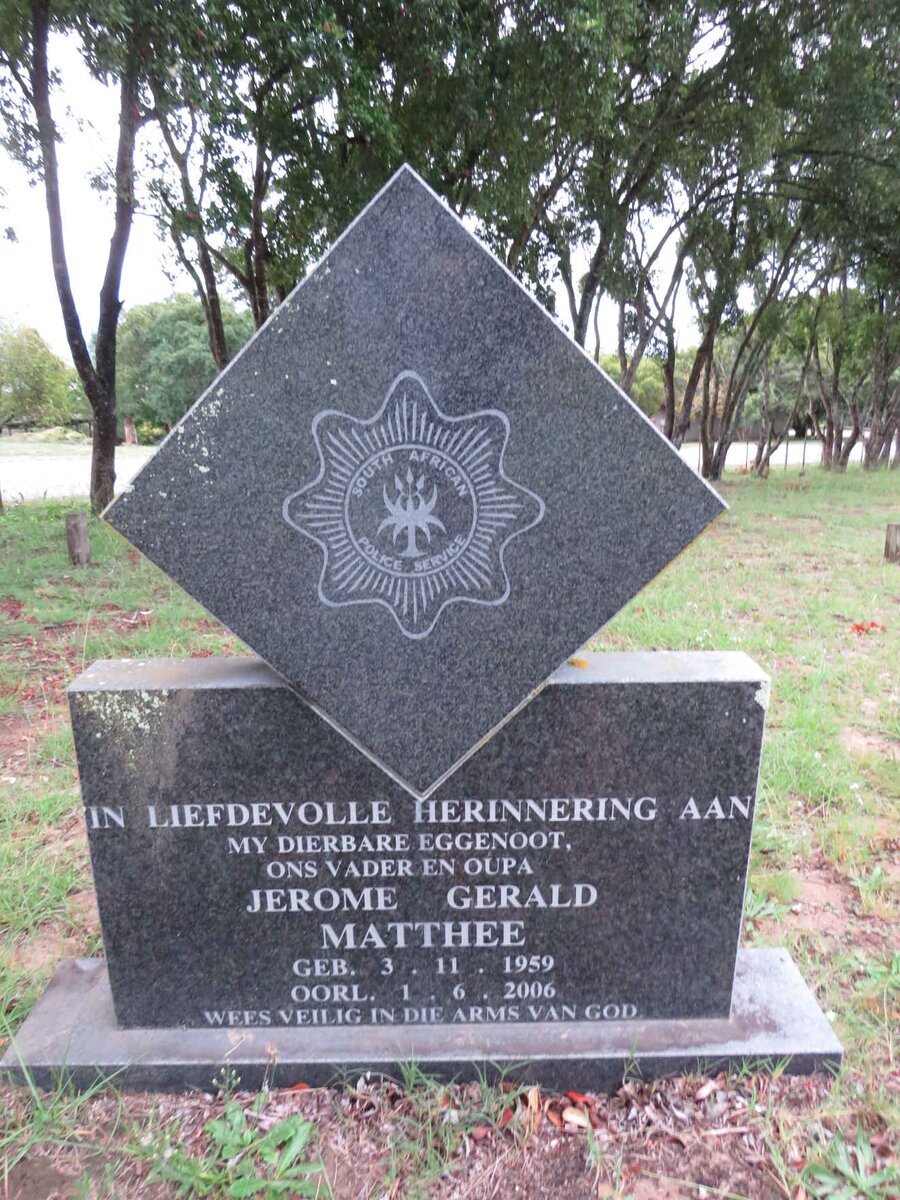 SOUTH AFRICAN
POLICE SERVICE
IN LIEFDEVOLLE HERINNERING AAN
MY DIERBARE EGGENOOT,
ONS VADER EN OUPA
JEROME GERALD
MATTHEE
GEB. 3 . 11 . 1959
OORL. 1 . 6 . 2006
WEES VEILIG IN DIE ARMS VAN GOD